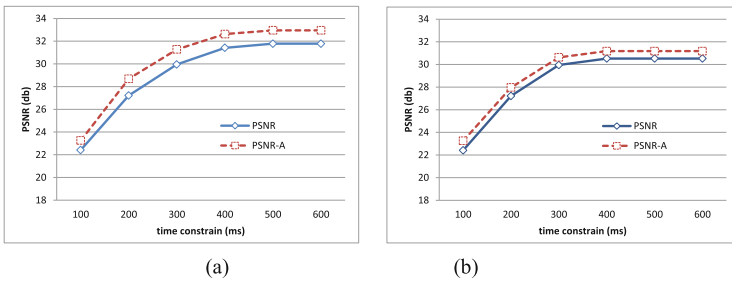 34
32
30
28
26
24
22
20
18
PSNR (db)
PSNR
PSNR-A
100 200 300 400 500 600
time constrain (ms)
(a)
34
32
30
28
26
24
22
20
18
PSNR (db)
PSNR
PSNR-A
100 200 300 400 500 600
time constrain (ms)
(b)